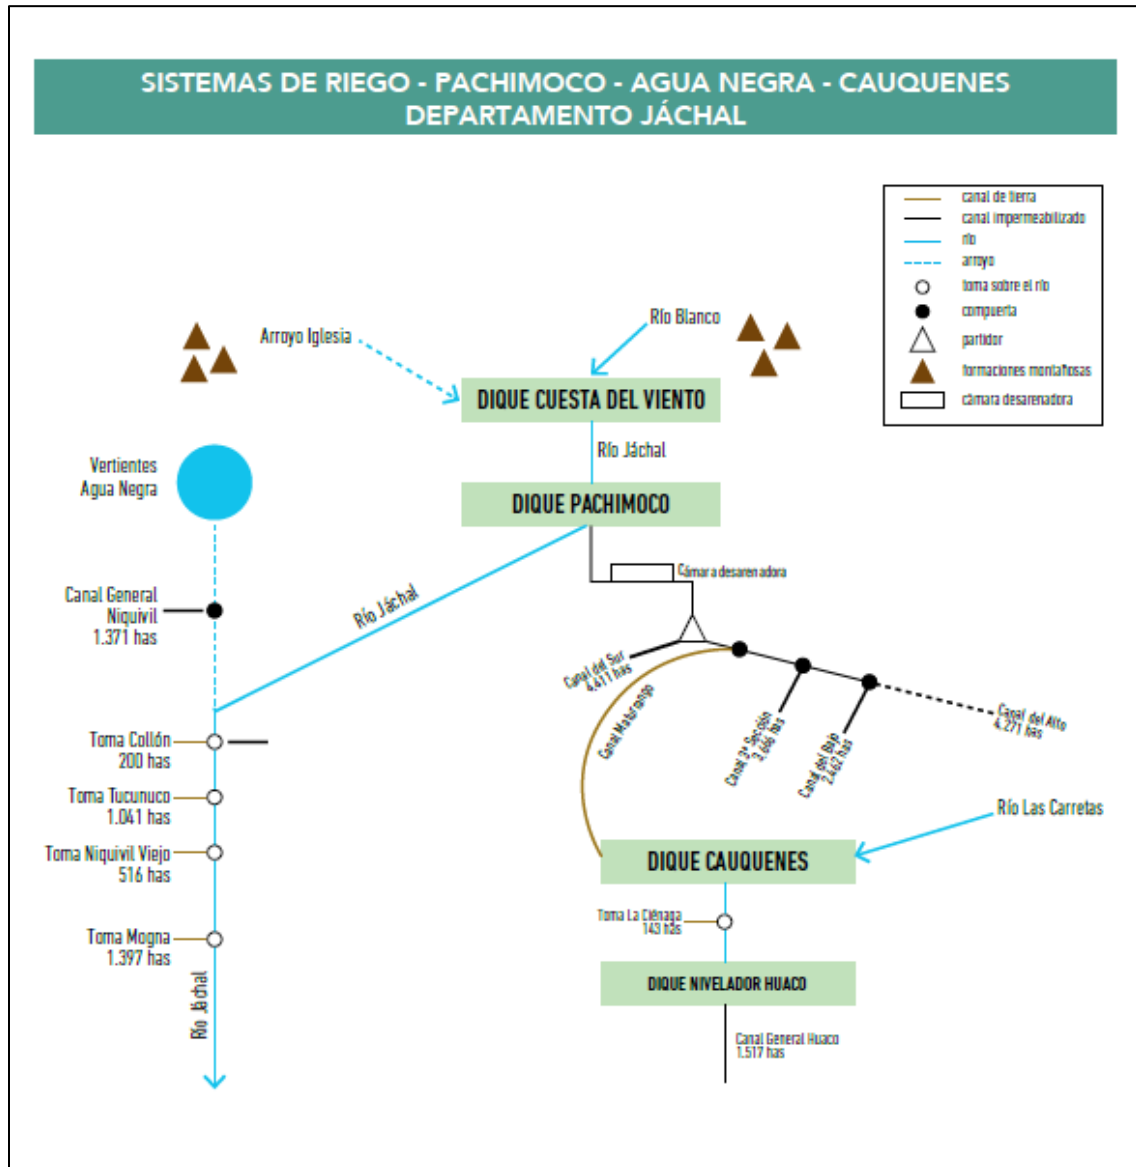 SISTEMAS DE RIEGO - PACHIMOCO - AGUA NEGRA - CAUQUENES
DEPARTAMENTO JÁCHAL
canal de tierra
canal impermeabilizado
río
arroyo
toma sobre el río
compuerta
partidor
formaciones montañosas
cámara desarenadora
Río Blanco
Arroyo Iglesia
DIQUE CUESTA DEL VIENTO
Río Jáchal
Vertientes
Agua Negra
DIQUE PACHIMOCO
Cámara desarenadora
Canal General
Niquivil
1.371 has
Río Jáchal
Canal del Sur
4.411 has
Canal Matoriango
Canal 3ª Sección
3.666 has
Canal del Bajo
2.462 has
Canal del Alto
4.271 has
Toma Collón
200 has
Toma Tucunuco
1.041 has
Toma Niquivil Viejo
516 has
Toma Mogna
1.397 has
Río Jáchal
Río Las Carretas
DIQUE CAUQUENES
Toma La Ciénaga
143 has
DIQUE NIVELADOR HUACO
Canal General Huaco
1.517 has